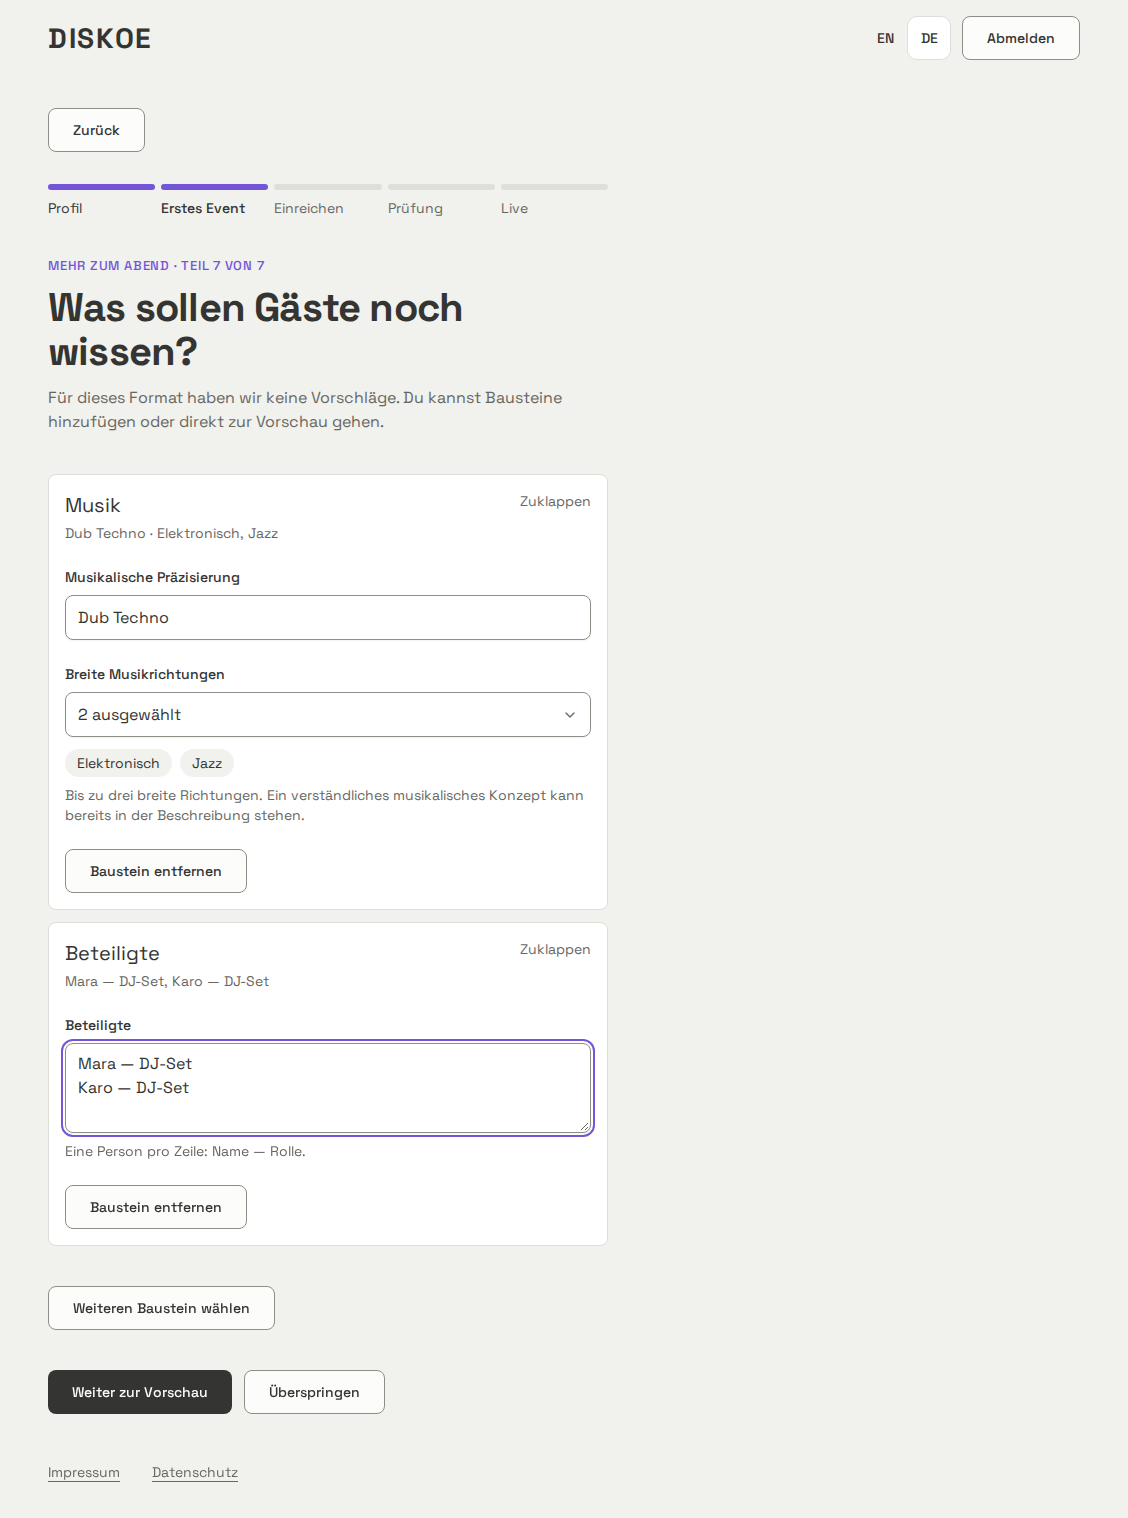 DISKOE
EN
DE
Abmelden
Zurück
Profil
Erstes Event
Einreichen
Prüfung
Live
MEHR ZUM ABEND · TEIL 7 VON 7
Was sollen Gäste noch
wissen?
Für dieses Format haben wir keine Vorschläge. Du kannst Bausteine
hinzufügen oder direkt zur Vorschau gehen.
Musik
Zuklappen
Dub Techno · Elektronisch, Jazz
Musikalische Präzisierung
Dub Techno
Breite Musikrichtungen
2 ausgewählt
Elektronisch
Jazz
Bis zu drei breite Richtungen. Ein verständliches musikalisches Konzept kann
bereits in der Beschreibung stehen.
Baustein entfernen
Beteiligte
Zuklappen
Mara — DJ-Set, Karo — DJ-Set
Beteiligte
Mara — DJ-Set
Karo — DJ-Set
Eine Person pro Zeile: Name — Rolle.
Baustein entfernen
Weiteren Baustein wählen
Weiter zur Vorschau
Überspringen
Impressum
Datenschutz